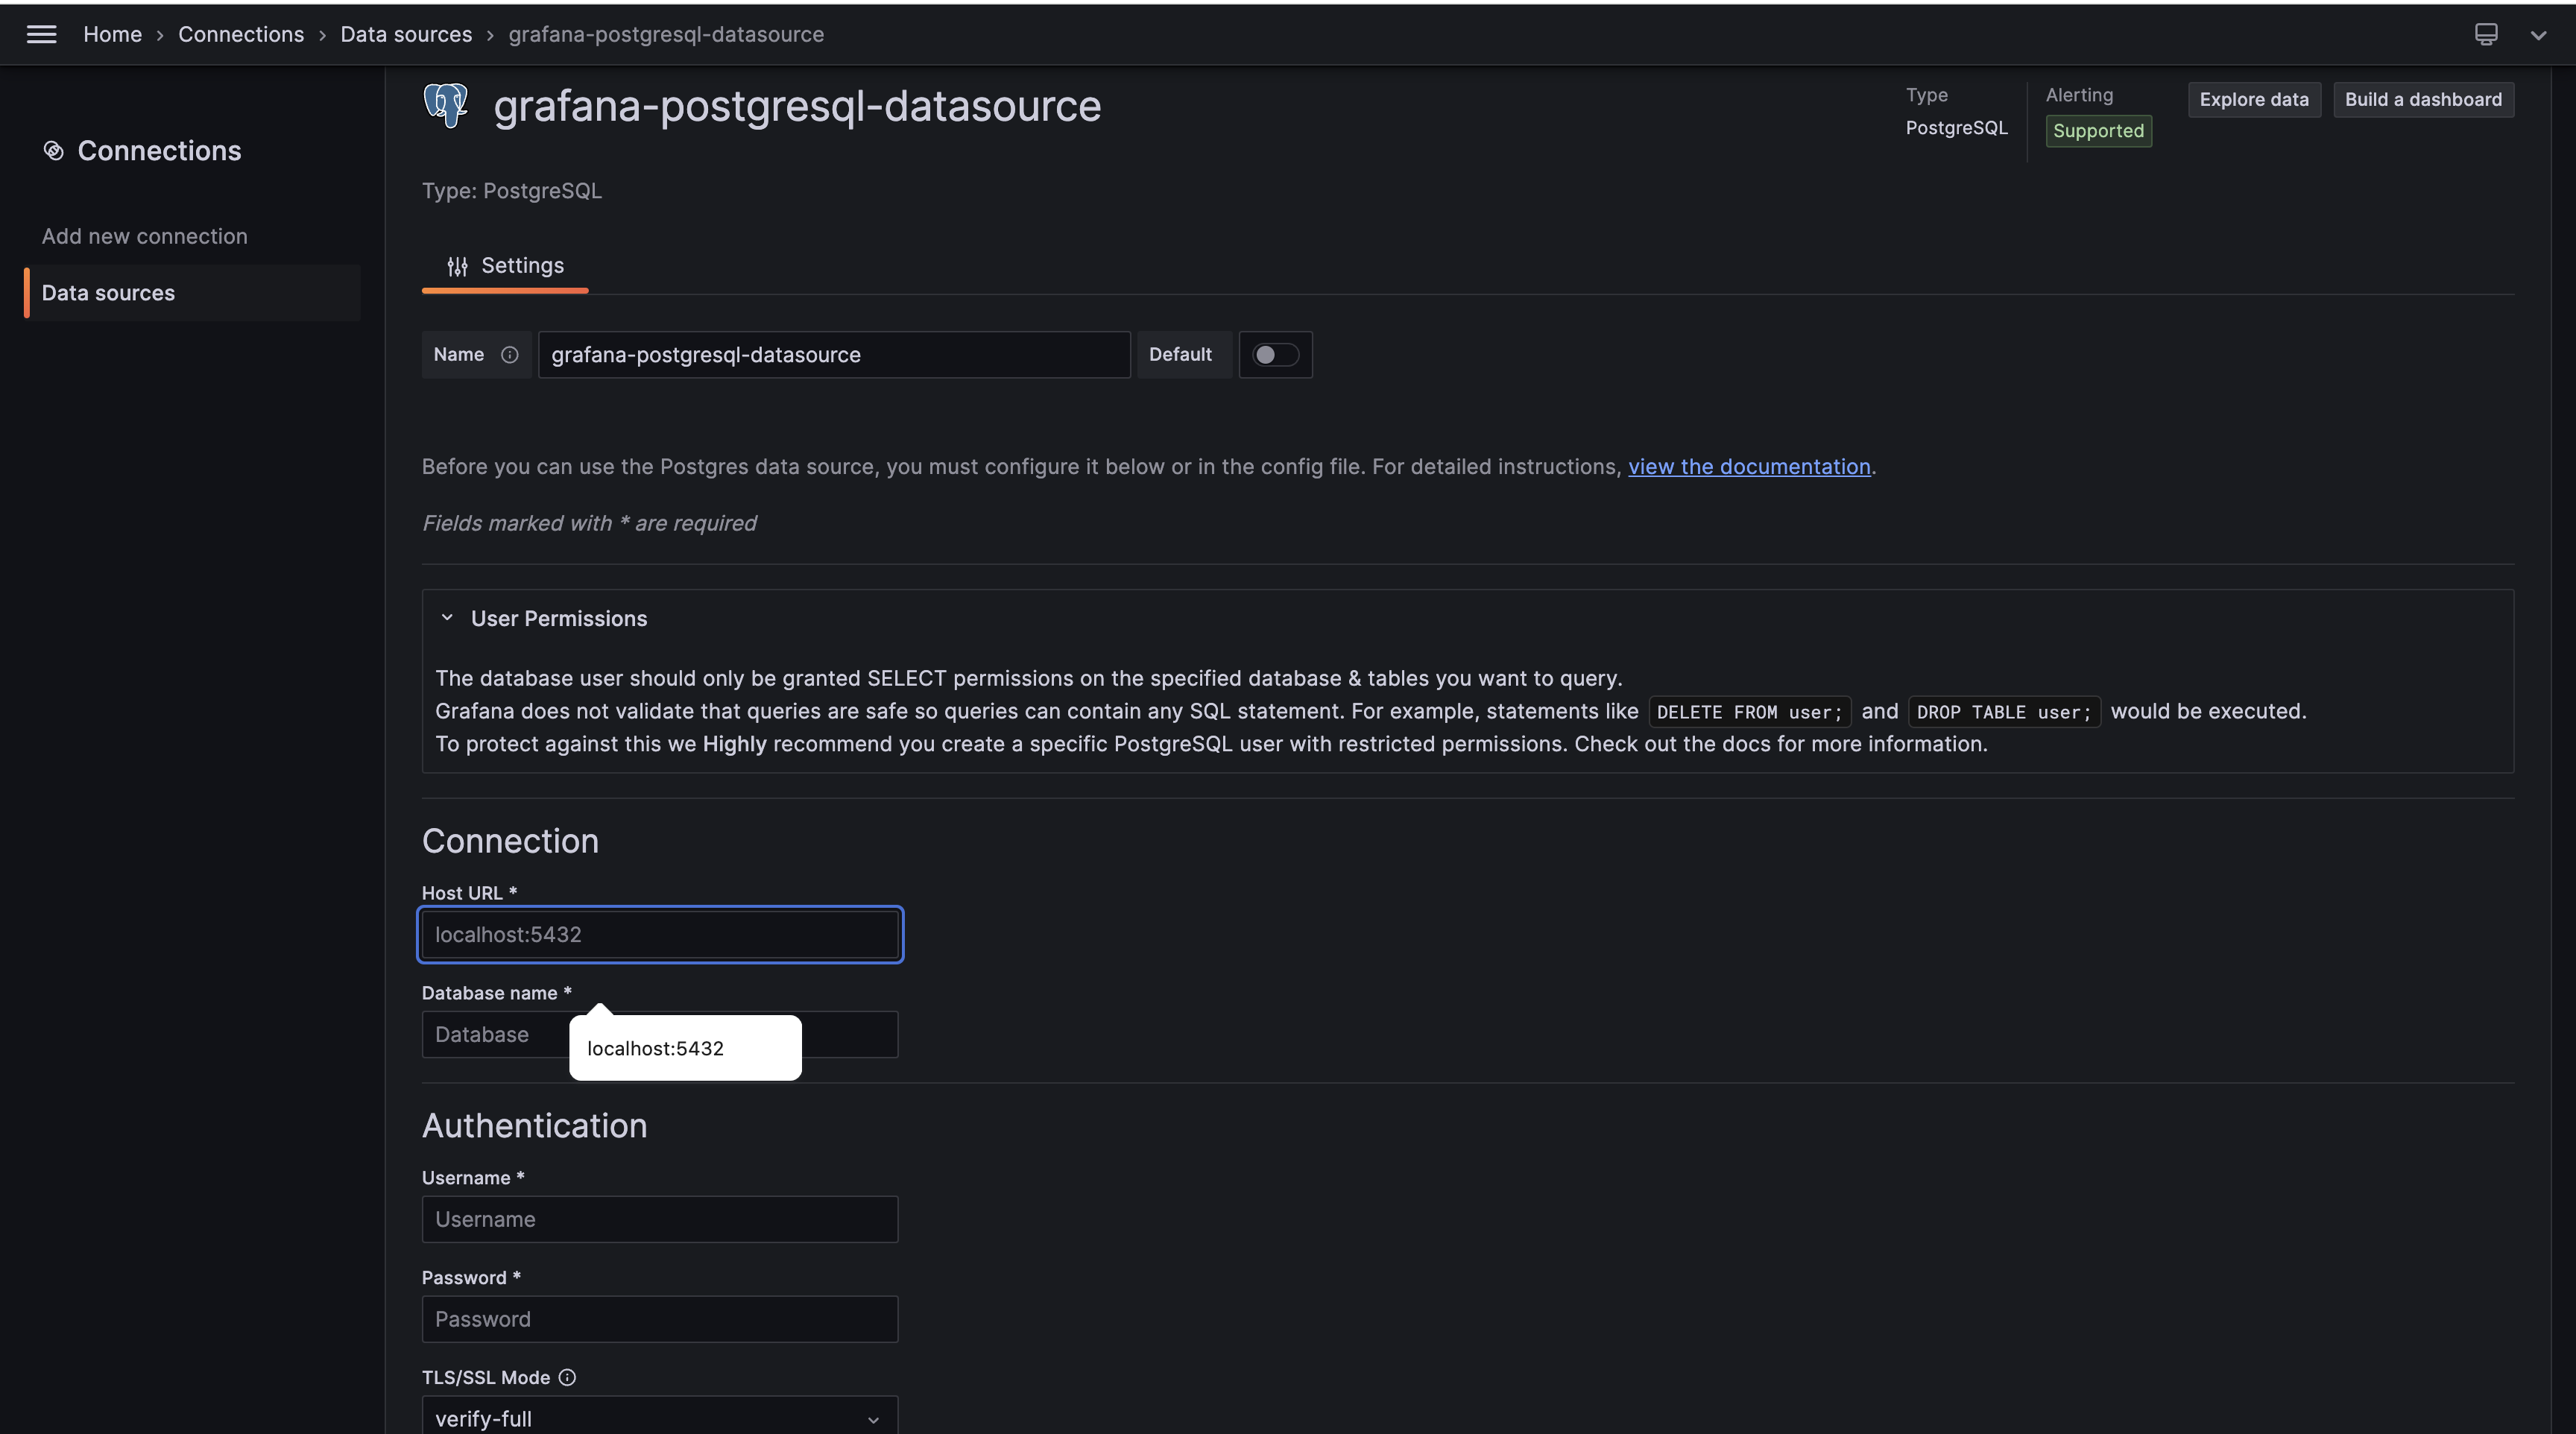 Home › Connections › Data sources › grafana-postgresql-datasource
Connections
Add new connection
Data sources
grafana-postgresql-datasource
Type
PostgreSQL
Alerting
Supported
Explore data
Build a dashboard
Type: PostgreSQL
Settings
Name
grafana-postgresql-datasource
Default
Before you can use the Postgres data source, you must configure it below or in the config file. For detailed instructions, view the documentation.
Fields marked with * are required
User Permissions
The database user should only be granted SELECT permissions on the specified database & tables you want to query.
Grafana does not validate that queries are safe so queries can contain any SQL statement. For example, statements like DELETE FROM user; and DROP TABLE user; would be executed.
To protect against this we Highly recommend you create a specific PostgreSQL user with restricted permissions. Check out the docs for more information.
Connection
Host URL *
localhost:5432
Database name *
Database
localhost:5432
Authentication
Username *
Username
Password *
Password
TLS/SSL Mode
verify-full